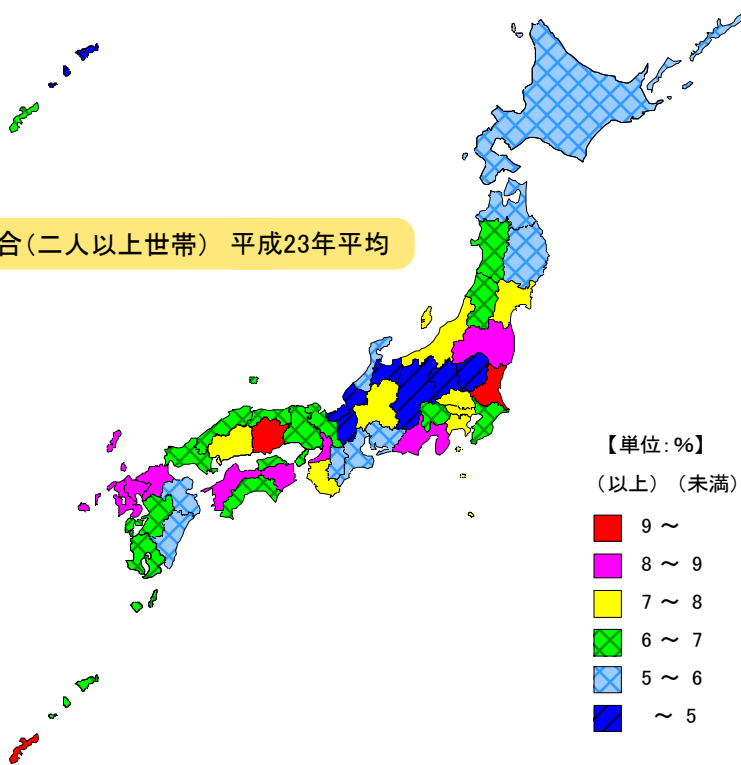 合(二人以上世帯) 平成23年平均
【単位:%】
(以上)(未満)
9 ~
8 ~ 9
7 ~ 8
6 ~ 7
5 ~ 6
~ 5